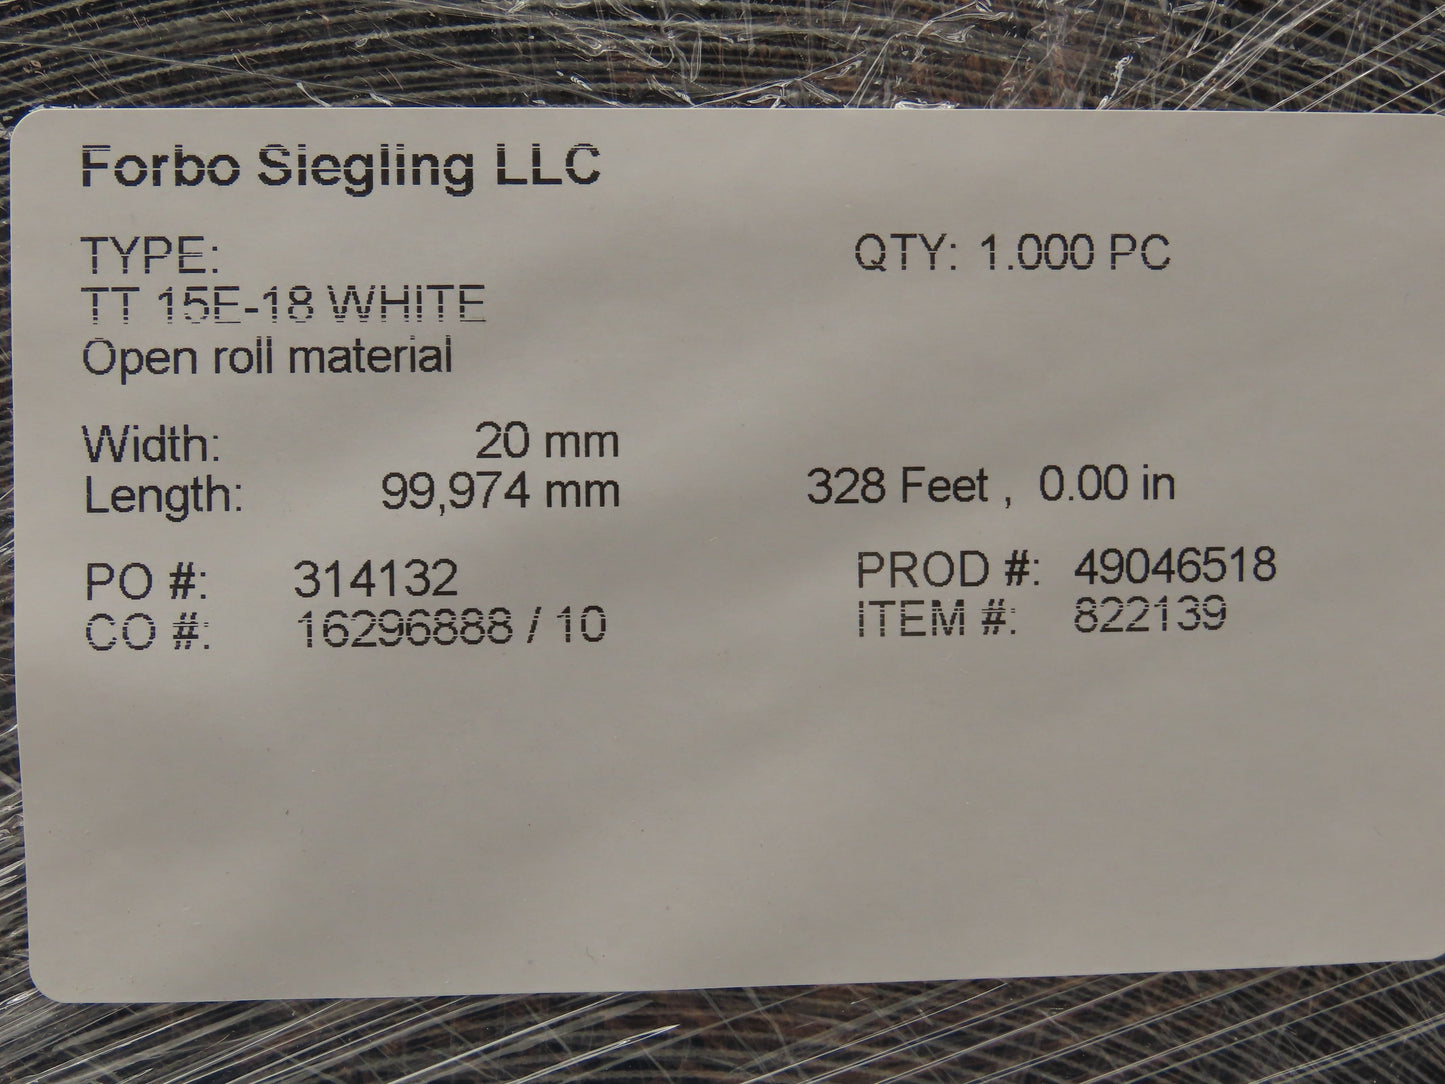 Forbo Siegling LLC
TYPE: QTY: 1.000 PC
TT 15E-18 WHITE
Open roll material
Width: 20 mm
Length: 99,974 mm 328 Feet , 0.00 in
PO #: 314132 PROD #: 49046518
CO #: 16296888 / 10 ITEM #: 822139